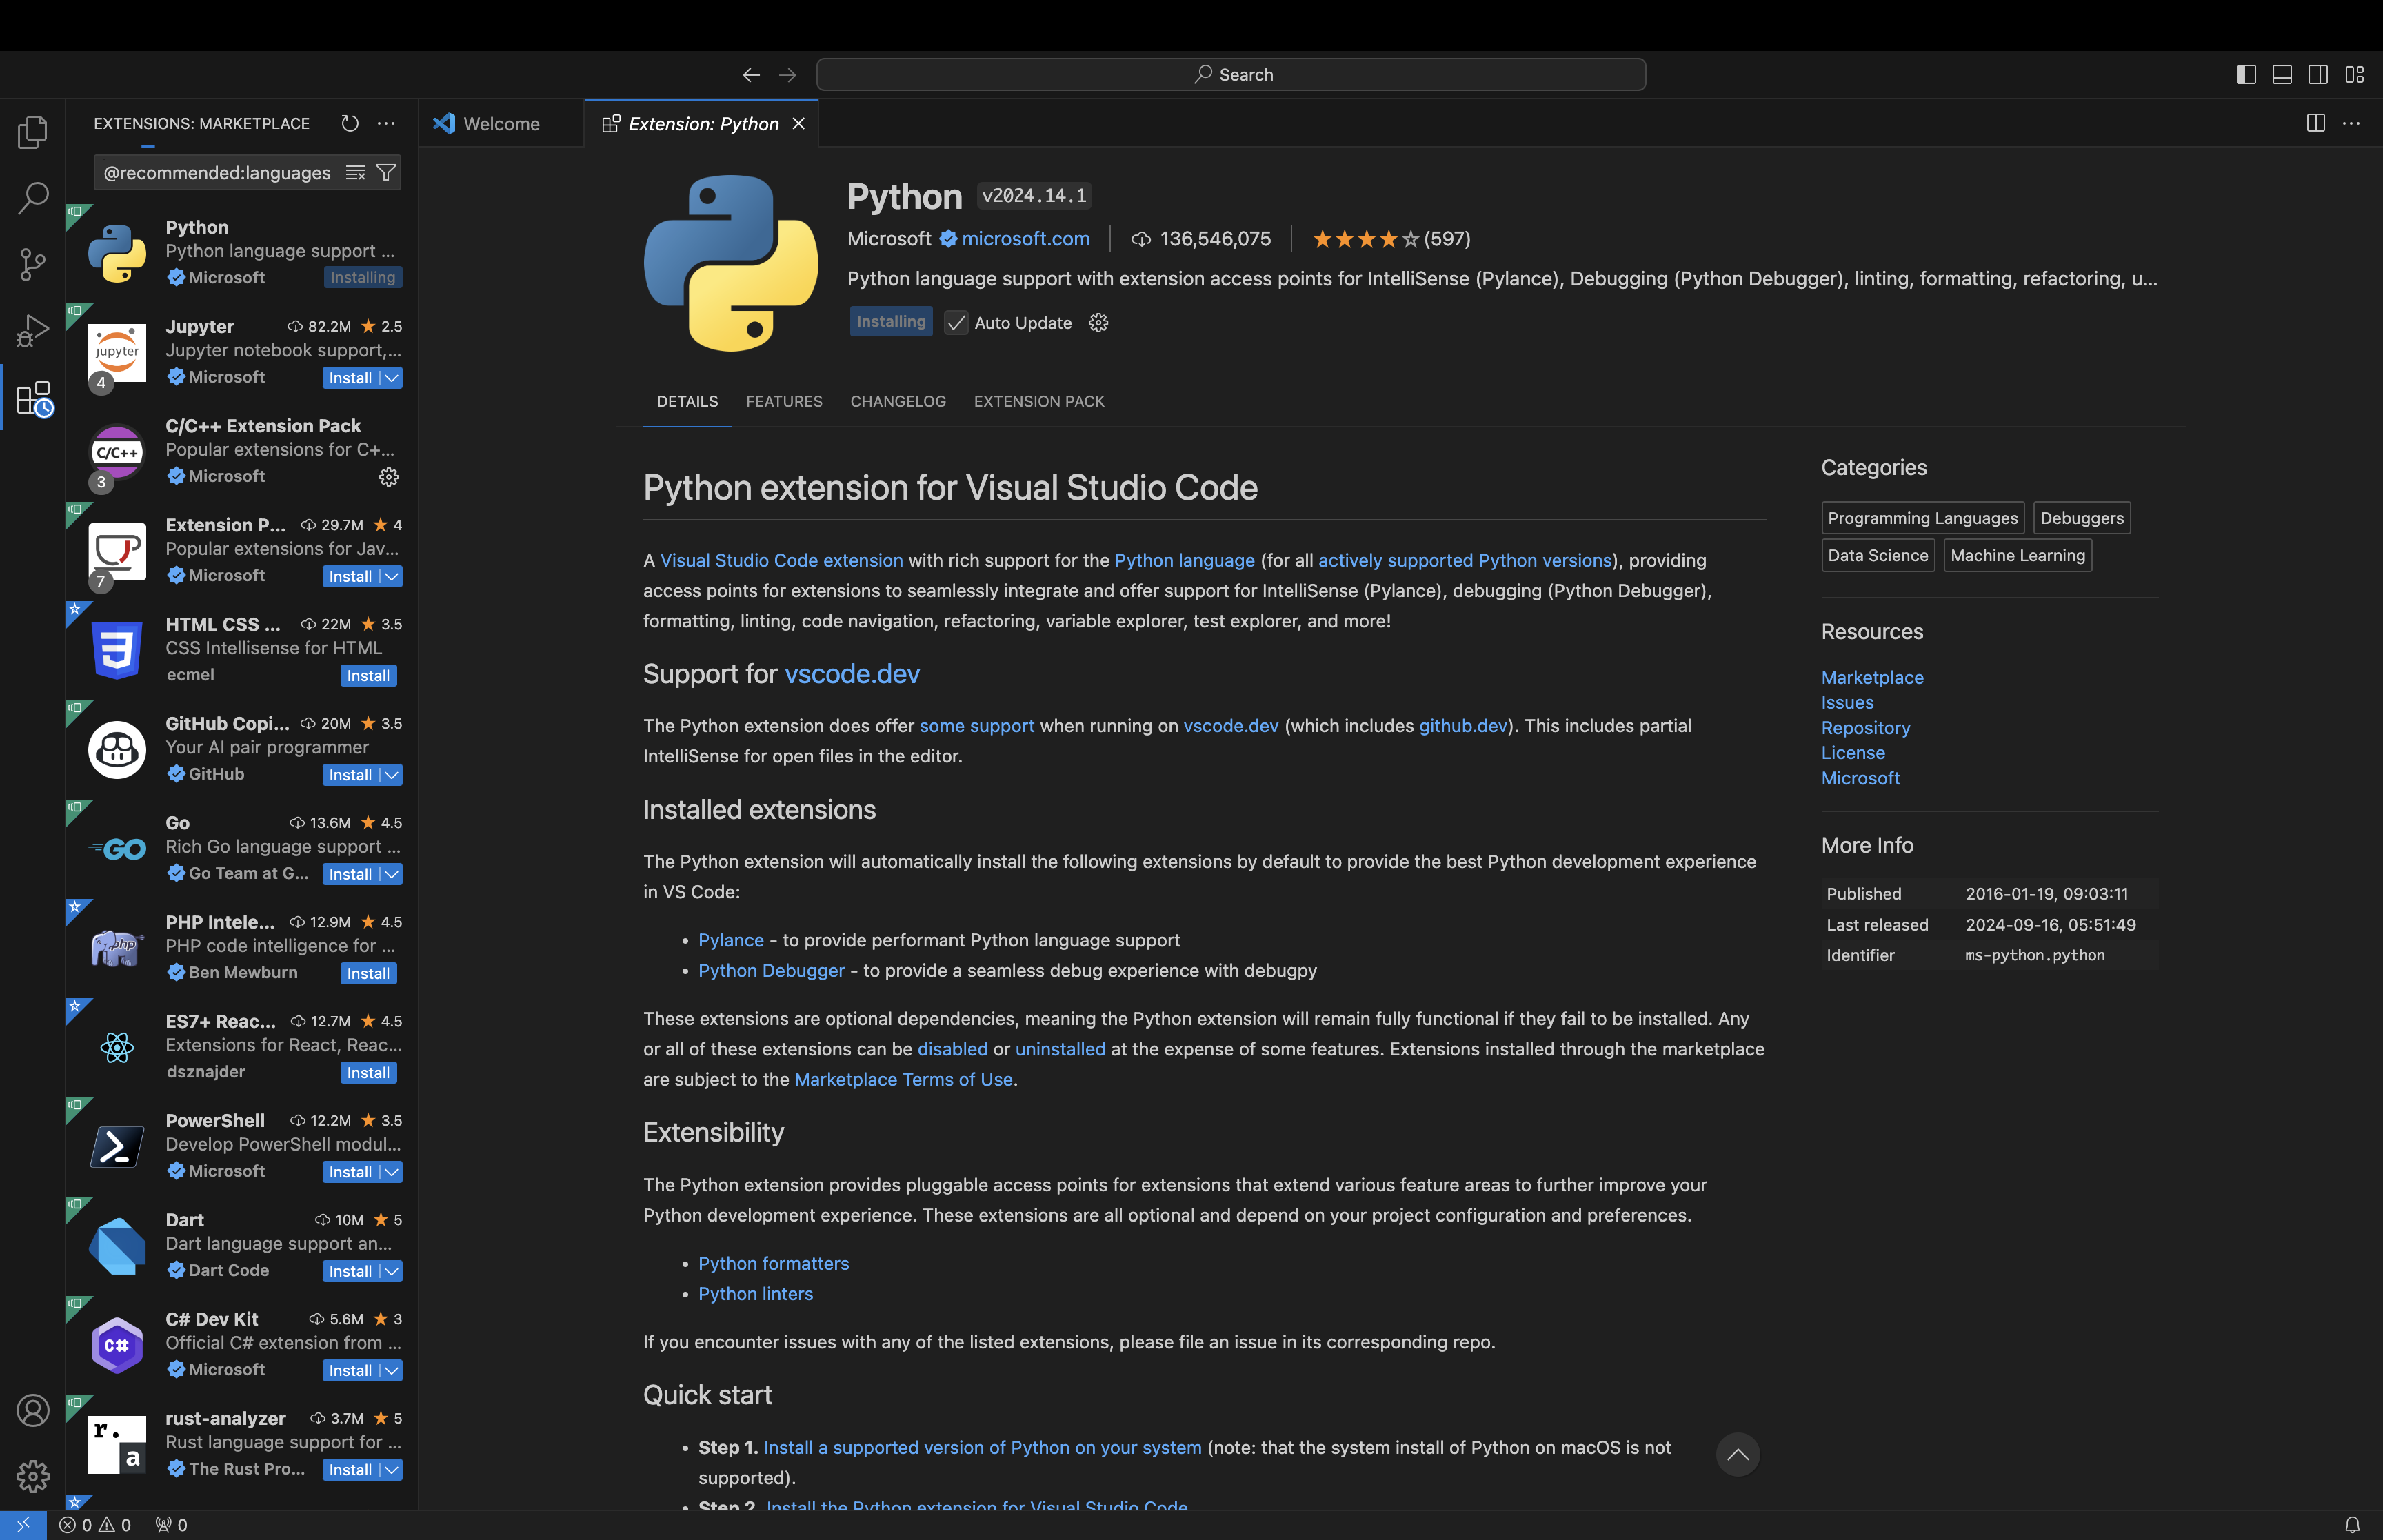 Search
EXTENSIONS: MARKETPLACE
Welcome
Extension: Python
@recommended:languages
Python
Python language support ...
Microsoft
Installing
Jupyter 82.2M 2.5
jupyter
Jupyter notebook support,...
4
Microsoft
Install
C/C++ Extension Pack
C/C++
Popular extensions for C+...
3
Microsoft
Extension P... 29.7M 4
Popular extensions for Jav...
7
Microsoft
Install
HTML CSS ... 22M 3.5
CSS Intellisense for HTML
ecmel
Install
GitHub Copi... 20M 3.5
Your AI pair programmer
GitHub
Install
Go 13.6M 4.5
GO
Rich Go language support ...
Go Team at G...
Install
PHP Intele... 12.9M 4.5
php
PHP code intelligence for ...
Ben Mewburn
Install
ES7+ Reac... 12.7M 4.5
Extensions for React, Reac...
dsznajder
Install
PowerShell 12.2M 3.5
Develop PowerShell modul...
Microsoft
Install
Dart 10M 5
Dart language support an...
Dart Code
Install
C# Dev Kit 5.6M 3
C#
Official C# extension from ...
Microsoft
Install
rust-analyzer 3.7M 5
r.
a
Rust language support for ...
The Rust Pro...
Install
Python v2024.14.1
Microsoft microsoft.com 136,546,075 (597)
Python language support with extension access points for IntelliSense (Pylance), Debugging (Python Debugger), linting, formatting, refactoring, u...
Installing Auto Update
DETAILS FEATURES CHANGELOG EXTENSION PACK
Python extension for Visual Studio Code
A Visual Studio Code extension with rich support for the Python language (for all actively supported Python versions), providing
access points for extensions to seamlessly integrate and offer support for IntelliSense (Pylance), debugging (Python Debugger),
formatting, linting, code navigation, refactoring, variable explorer, test explorer, and more!
Support for vscode.dev
The Python extension does offer some support when running on vscode.dev (which includes github.dev). This includes partial
IntelliSense for open files in the editor.
Installed extensions
The Python extension will automatically install the following extensions by default to provide the best Python development experience
in VS Code:
• Pylance - to provide performant Python language support
• Python Debugger - to provide a seamless debug experience with debugpy
These extensions are optional dependencies, meaning the Python extension will remain fully functional if they fail to be installed. Any
or all of these extensions can be disabled or uninstalled at the expense of some features. Extensions installed through the marketplace
are subject to the Marketplace Terms of Use.
Extensibility
The Python extension provides pluggable access points for extensions that extend various feature areas to further improve your
Python development experience. These extensions are all optional and depend on your project configuration and preferences.
• Python formatters
• Python linters
If you encounter issues with any of the listed extensions, please file an issue in its corresponding repo.
Quick start
• Step 1. Install a supported version of Python on your system (note: that the system install of Python on macOS is not
supported).
• Step 2. Install the Python extension for Visual Studio Code
Categories
Programming Languages
Debuggers
Data Science
Machine Learning
Resources
Marketplace
Issues
Repository
License
Microsoft
More Info
Published 2016-01-19, 09:03:11
Last released 2024-09-16, 05:51:49
Identifier ms-python.python
0 0 0